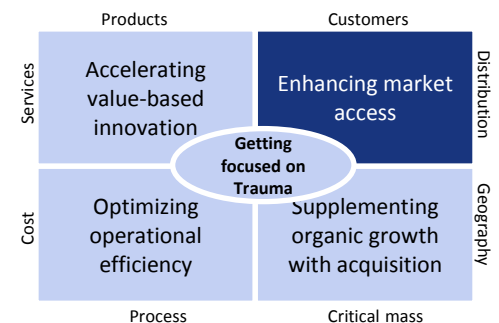 Products
Customers
Services
Accelerating
value-based
innovation
Enhancing market
access
Distribution
Getting
focused on
Trauma
Cost
Optimizing
operational
efficiency
Supplementing
organic growth
with acquisition
Geography
Process
Critical mass